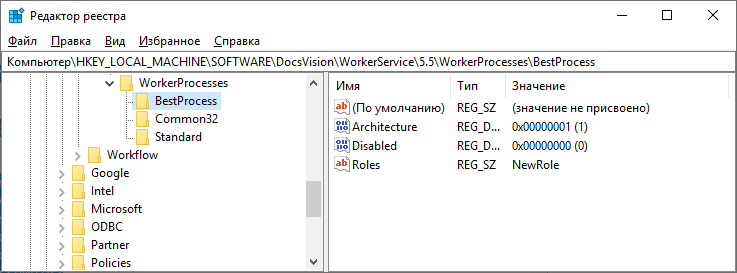 Редактор реестра
Файл Правка Вид Избранное Справка
Компьютер\HKEY_LOCAL_MACHINE\SOFTWARE\DocsVision\WorkerService\5.5\WorkerProcesses\BestProcess
WorkerProcesses
BestProcess
Common32
Standard
Workflow
Google
Intel
Microsoft
ODBC
Partner
Policies
Имя Тип Значение
(По умолчанию) REG_SZ (значение не присвоено)
Architecture REG_D... 0x00000001 (1)
Disabled REG_D... 0x00000000 (0)
Roles REG_SZ NewRole